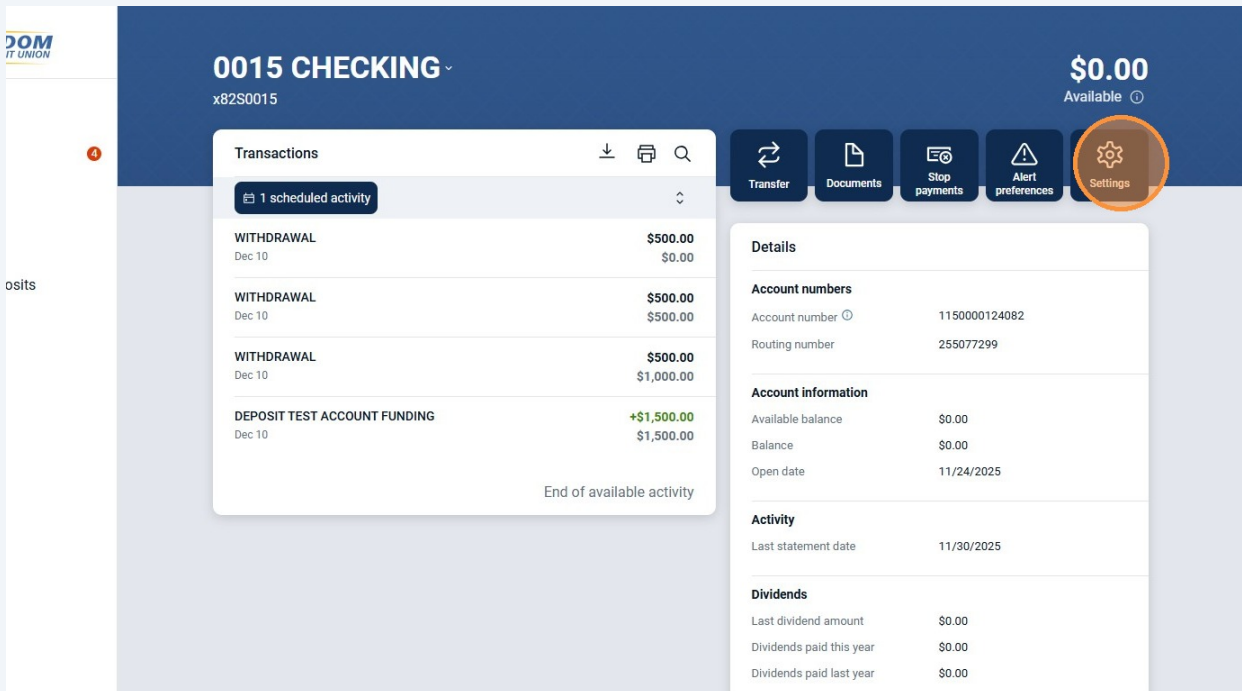 DOM
IT UNION
4
osits
0015 CHECKING
x82S0015
$0.00
Available
Transactions
1 scheduled activity
WITHDRAWAL $500.00
Dec 10 $0.00
WITHDRAWAL $500.00
Dec 10 $500.00
WITHDRAWAL $500.00
Dec 10 $1,000.00
DEPOSIT TEST ACCOUNT FUNDING +$1,500.00
Dec 10 $1,500.00
End of available activity
Transfer
Documents
Stop
payments
Alert
preferences
Settings
Details
Account numbers
Account number 1150000124082
Routing number 255077299
Account information
Available balance $0.00
Balance $0.00
Open date 11/24/2025
Activity
Last statement date 11/30/2025
Dividends
Last dividend amount $0.00
Dividends paid this year $0.00
Dividends paid last year $0.00